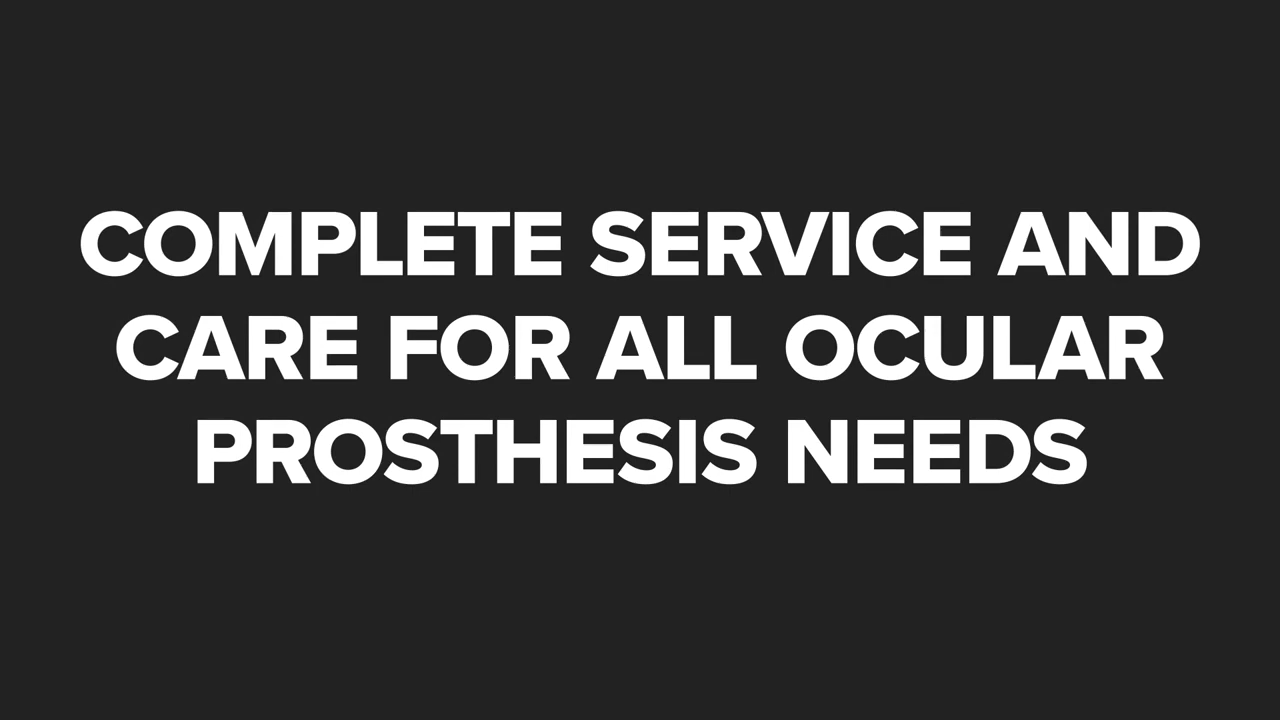 COMPLETE SERVICE AND
CARE FOR ALL OCULAR
PROSTHESIS NEEDS